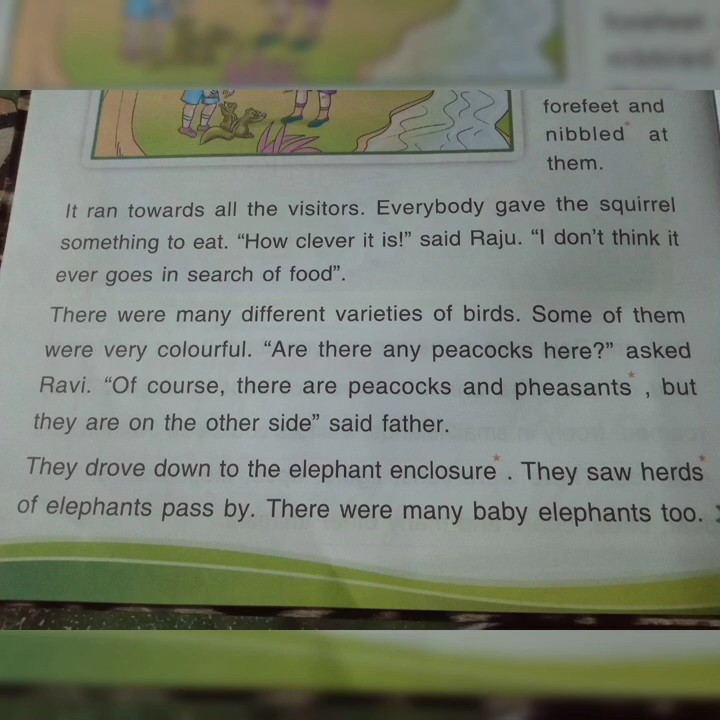 forefeet and
nibbled* at
them.
It ran towards all the visitors. Everybody gave the squirrel
something to eat. “How clever it is!” said Raju. “I don’t think it
ever goes in search of food”.
There were many different varieties of birds. Some of them
were very colourful. “Are there any peacocks here?” asked
Ravi. “Of course, there are peacocks and pheasants* , but
they are on the other side” said father.
They drove down to the elephant enclosure* . They saw herds*
of elephants pass by. There were many baby elephants too.